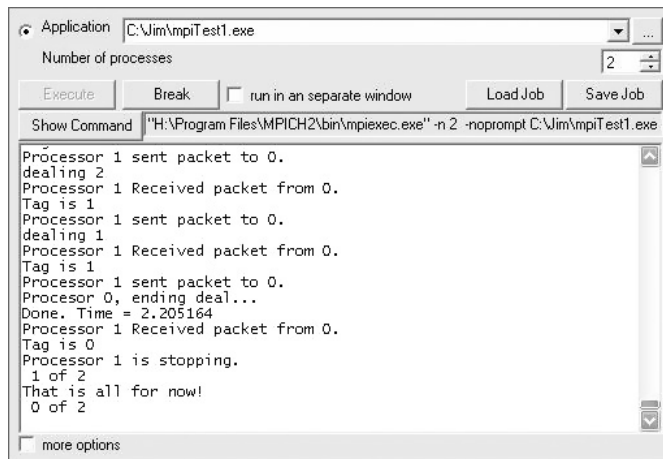 Application C:\Jim\mpiTest1.exe ...
Number of processes 2
Execute Break run in an separate window Load Job Save Job
Show Command "H:\Program Files\MPICH2\bin\mpiexec.exe" -n 2 -noprompt C:\Jim\mpiTest1.exe
Processor 1 sent packet to 0.
dealing 2
Processor 1 Received packet from 0.
Tag is 1
Processor 1 sent packet to 0.
dealing 1
Processor 1 Received packet from 0.
Tag is 1
Processor 1 sent packet to 0.
Procesor 0, ending deal...
Done. Time = 2.205164
Processor 1 Received packet from 0.
Tag is 0
Processor 1 is stopping.
1 of 2
That is all for now!
0 of 2
more options